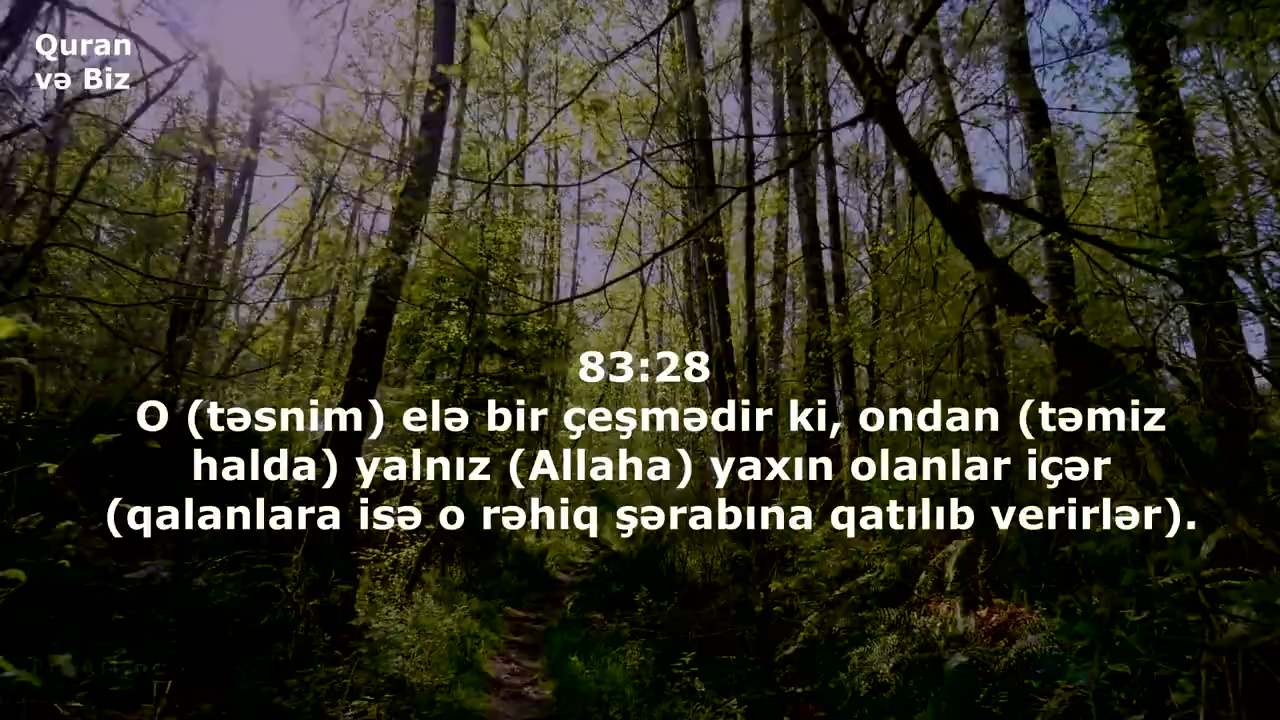 Quran
və Biz
83:28
O (təsnim) elə bir çeşmədir ki, ondan (təmiz
halda) yalnız (Allaha) yaxın olanlar içər
(qalanlara isə o rəhiq şərabına qatılıb verirlər).